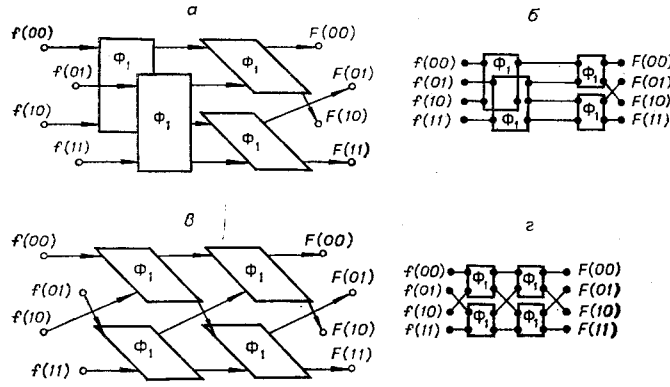 а
f(00)
Ф₁
F(00)
f(01)
Ф₁
F(01)
f(10)
Ф₁
Ф₁
F(10)
f(11)
F(11)
б
f(00)
Ф₁
F(00)
f(01)
F(01)
f(10)
F(10)
f(11)
Ф₁
F(11)
в
f(00)
F(00)
Ф₁
Ф₁
f(01)
F(01)
f(10)
F(10)
Ф₁
Ф₁
f(11)
F(11)
г
f(00)
Ф₁
Ф₁
F(00)
f(01)
F(01)
f(10)
Ф₁
Ф₁
F(10)
f(11)
F(11)